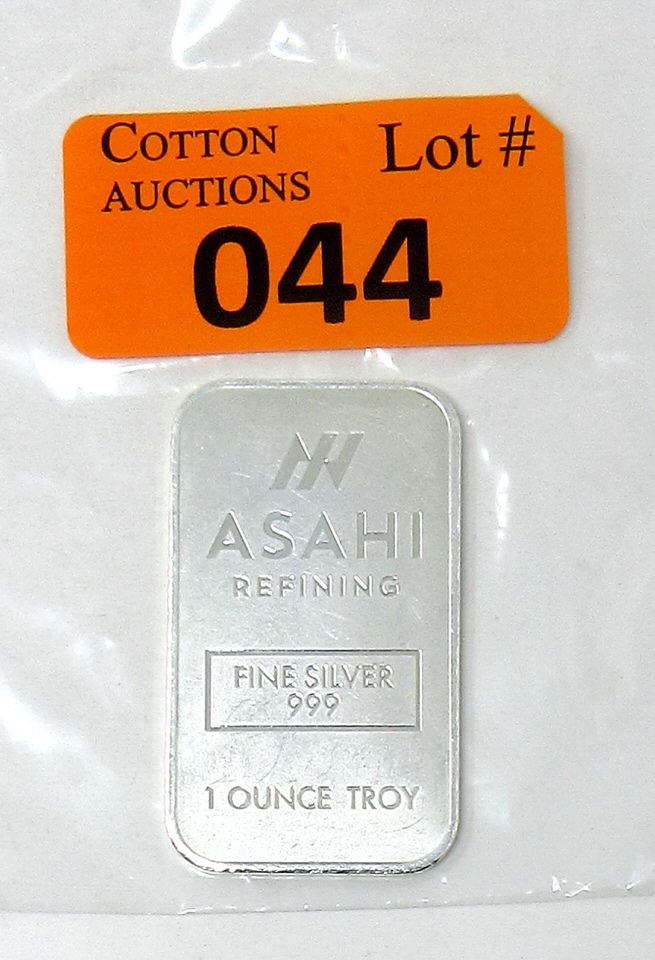 COTTON
AUCTIONS
Lot #
044
ASAHI
REFINING
FINE SILVER
999
1 OUNCE TROY